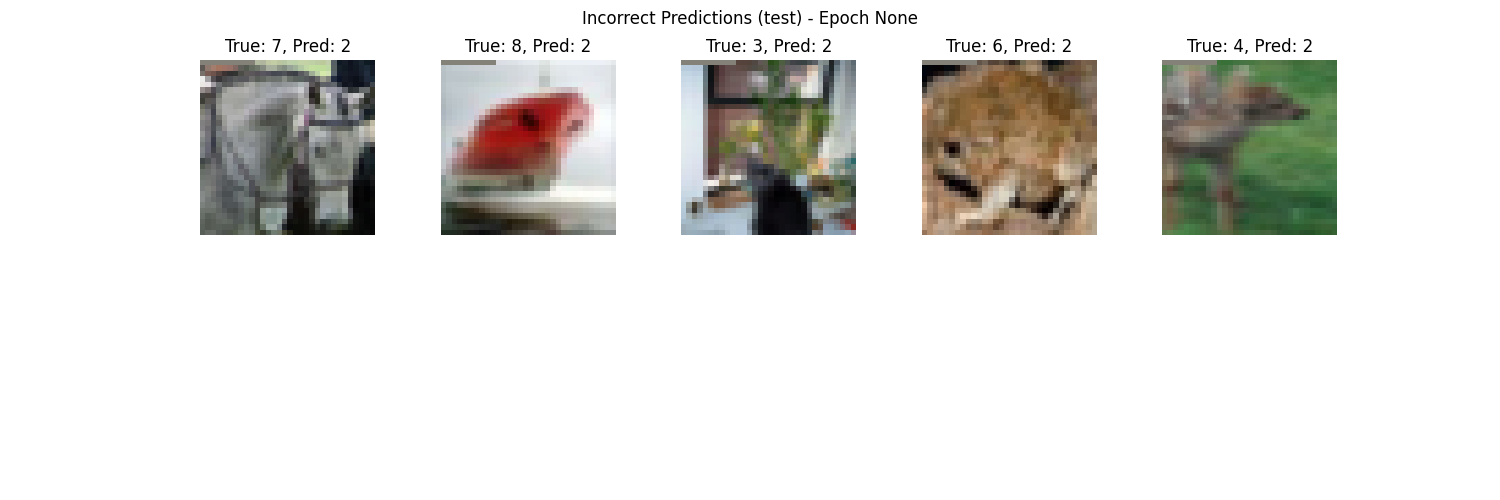 Incorrect Predictions (test) - Epoch None
True: 7, Pred: 2
True: 8, Pred: 2
True: 3, Pred: 2
True: 6, Pred: 2
True: 4, Pred: 2